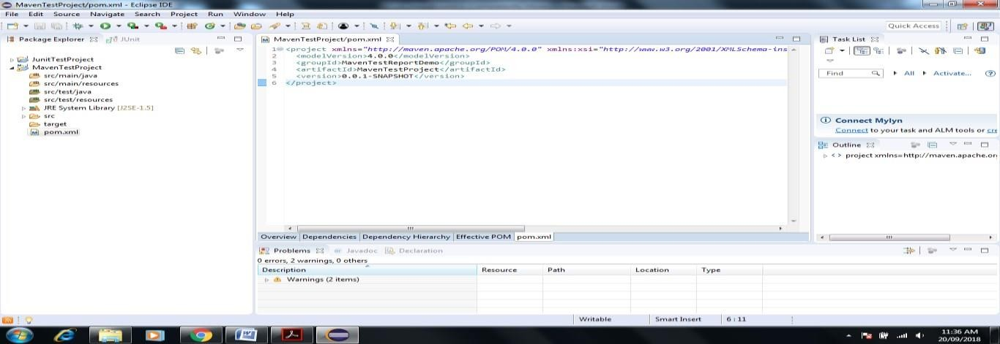 MavenTestProject/pom.xml - Eclipse IDE
File Edit Source Navigate Search Project Run Window Help
Quick Access
Package Explorer JUnit
JunitTestProject
MavenTestProject
src/main/java
src/main/resources
src/test/java
src/test/resources
JRE System Library [J2SE-1.5]
src
target
pom.xml
MavenTestProject/pom.xml
1 <project xmlns="http://maven.apache.org/POM/4.0.0" xmlns:xsi="http://www.w3.org/2001/XMLSchema-ins
2 <modelVersion>4.0.0</modelVersion>
3 <groupId>MavenTestReportDemo</groupId>
4 <artifactId>MavenTestProject</artifactId>
5 <version>0.0.1-SNAPSHOT</version>
6 </project>
Overview Dependencies Dependency Hierarchy Effective POM pom.xml
Task List
Find All Activate...
Connect Mylyn
Connect to your task and ALM tools or cre
Outline
project xmlns=http://maven.apache.or
Problems Javadoc Declaration
0 errors, 2 warnings, 0 others
Description Resource Path Location Type
Warnings (2 items)
Writable Smart Insert 6 : 11
11:36 AM
20/09/2018